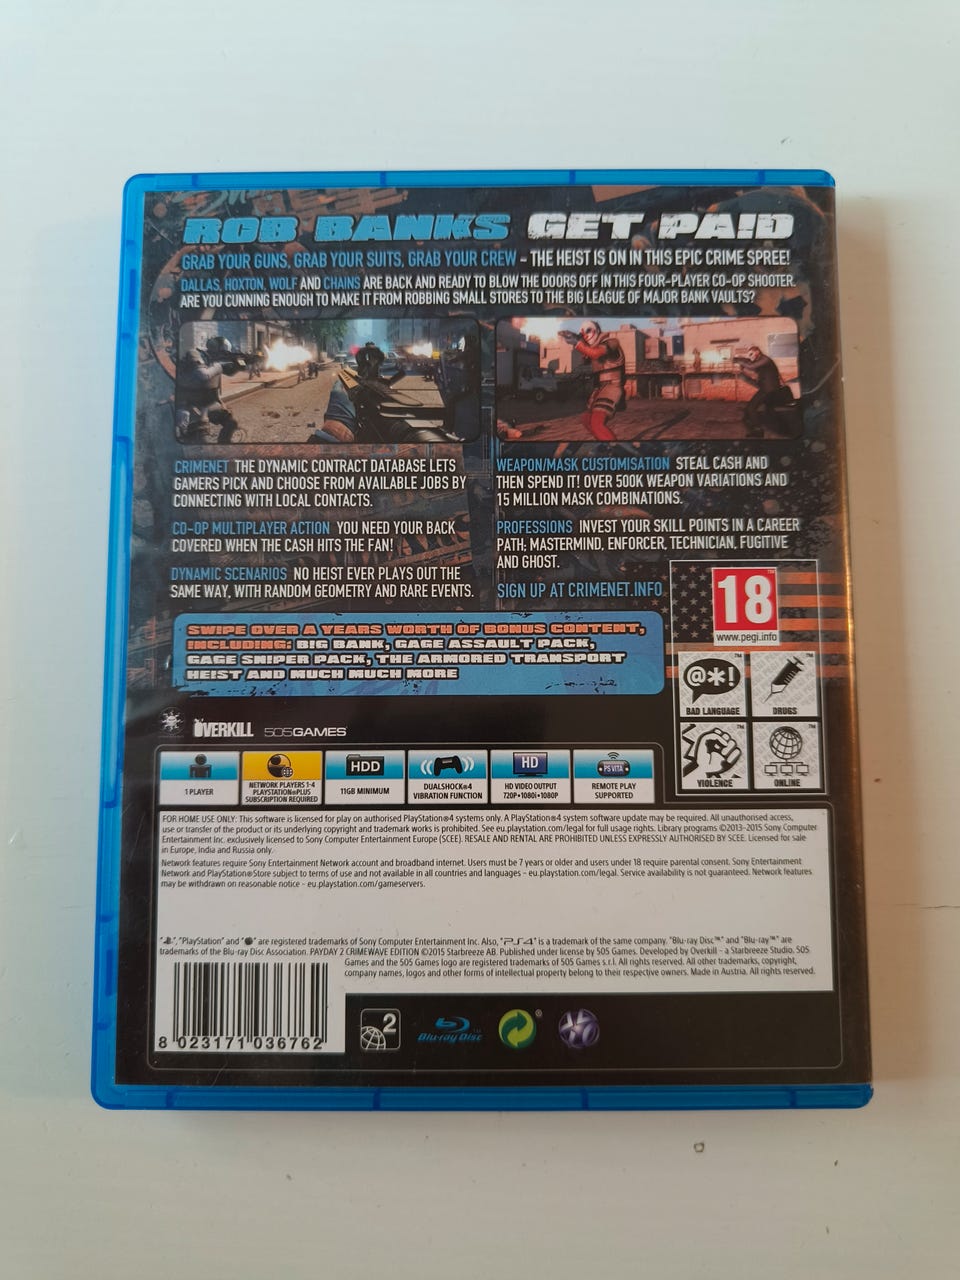 ROB BANKS GET PA!D
GRAB YOUR GUNS, GRAB YOUR SUITS, GRAB YOUR CREW – THE HEIST IS ON IN THIS EPIC CRIME SPREE!
DALLAS, HOXTON, WOLF AND CHAINS ARE BACK AND READY TO BLOW THE DOORS OFF IN THIS FOUR-PLAYER CO-OP SHOOTER.
ARE YOU CUNNING ENOUGH TO MAKE IT FROM ROBBING SMALL STORES TO THE BIG LEAGUE OF MAJOR BANK VAULTS?
CRIMENET THE DYNAMIC CONTRACT DATABASE LETS
GAMERS PICK AND CHOOSE FROM AVAILABLE JOBS BY
CONNECTING WITH LOCAL CONTACTS.
CO-OP MULTIPLAYER ACTION YOU NEED YOUR BACK
COVERED WHEN THE CASH HITS THE FAN!
DYNAMIC SCENARIOS NO HEIST EVER PLAYS OUT THE
SAME WAY, WITH RANDOM GEOMETRY AND RARE EVENTS.
WEAPON/MASK CUSTOMISATION STEAL CASH AND
THEN SPEND IT! OVER 500K WEAPON VARIATIONS AND
15 MILLION MASK COMBINATIONS.
PROFESSIONS INVEST YOUR SKILL POINTS IN A CAREER
PATH; MASTERMIND, ENFORCER, TECHNICIAN, FUGITIVE
AND GHOST.
SIGN UP AT CRIMENET.INFO
SW!PE OVER A YEARS WORTH OF BONUS CONTENT,
!NCLUDING: B!G BANK, GAGE ASSAULT PACK,
GAGE SNIPER PACK, THE ARMORED TRANSPORT
HE!ST AND MUCH MUCH MORE
18
www.pegi.info
@*!
BAD LANGUAGE
DRUGS
VIOLENCE
ONLINE
OVERKILL 505GAMES
1 PLAYER
NETWORK PLAYERS 1-4
PLAYSTATION®PLUS
SUBSCRIPTION REQUIRED
HDD
11GB MINIMUM
DUALSHOCK®4
VIBRATION FUNCTION
HD
HD VIDEO OUTPUT
720P•1080i•1080P
PS VITA
REMOTE PLAY
SUPPORTED
FOR HOME USE ONLY: This software is licensed for play on authorised PlayStation®4 systems only. A PlayStation®4 system software update may be required. All unauthorised access,
use or transfer of the product or its underlying copyright and trademark works is prohibited. See eu.playstation.com/legal for full usage rights. Library programs ©2013-2015 Sony Computer
Entertainment Inc. exclusively licensed to Sony Computer Entertainment Europe (SCEE). RESALE AND RENTAL ARE PROHIBITED UNLESS EXPRESSLY AUTHORISED BY SCEE. Licensed for sale
in Europe, India and Russia only.
Network features require Sony Entertainment Network account and broadband internet. Users must be 7 years or older and users under 18 require parental consent. Sony Entertainment
Network and PlayStation®Store subject to terms of use and not available in all countries and languages – eu.playstation.com/legal. Service availability is not guaranteed. Network features
may be withdrawn on reasonable notice – eu.playstation.com/gameservers.
"", "PlayStation" and "" are registered trademarks of Sony Computer Entertainment Inc. Also, "PS4" is a trademark of the same company. "Blu-ray Disc™" and "Blu-ray™" are
trademarks of the Blu-ray Disc Association. PAYDAY 2 CRIMEWAVE EDITION ©2015 Starbreeze AB. Published under license by 505 Games. Developed by Overkill – a Starbreeze Studio. 505
Games and the 505 Games logo are registered trademarks of 505 Games s.r.l. All rights reserved. All other trademarks, copyright,
company names, logos and other forms of intellectual property belong to their respective owners. Made in Austria. All rights reserved.
8 023171 036762
2
Blu-ray Disc